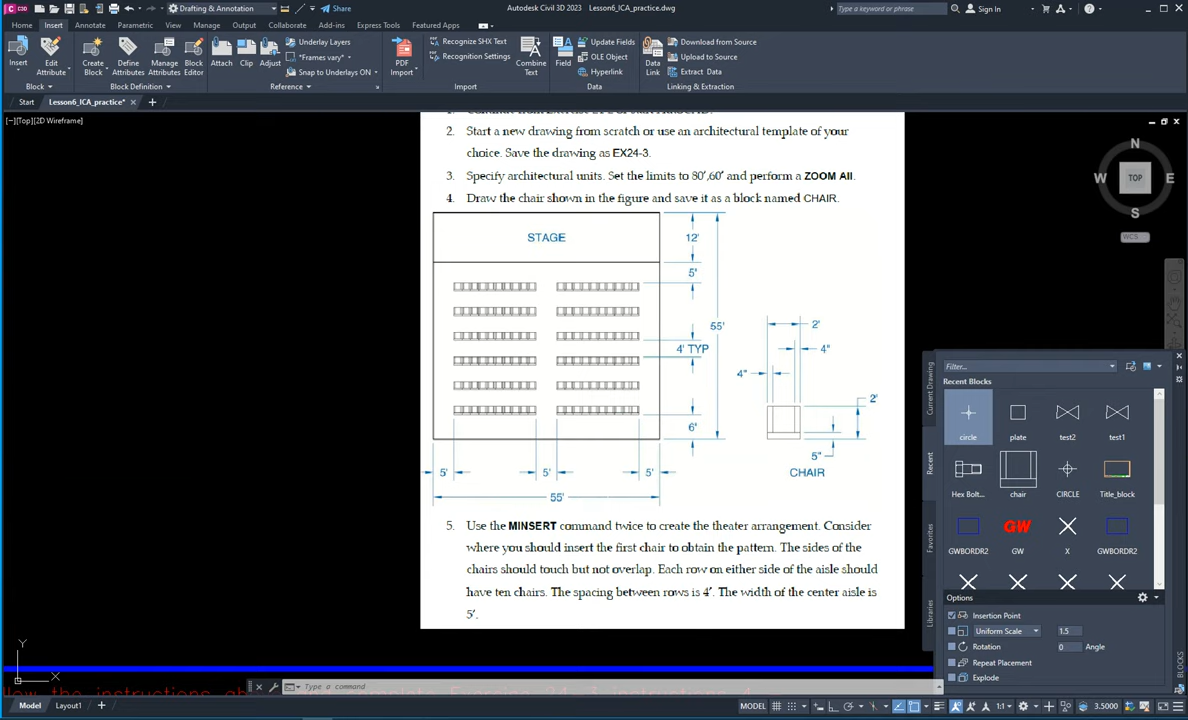 Drafting & Annotation
Share
Autodesk Civil 3D 2023
Lesson6_ICA_practice.dwg
Type a keyword or phrase
Sign In
Home
Insert
Annotate
Parametric
View
Manage
Output
Collaborate
Add-ins
Express Tools
Featured Apps
Insert
Edit
Attribute
Create
Block
Define
Attributes
Manage
Attributes
Block
Editor
Attach
Clip
Adjust
Underlay Layers
*Frames vary*
Snap to Underlays ON
PDF
Import
Recognize SHX Text
Recognition Settings
Combine
Text
Field
Update Fields
OLE Object
Hyperlink
Data
Link
Download from Source
Upload to Source
Extract Data
Block
Block Definition
Reference
Import
Data
Linking & Extraction
Start
Lesson6_ICA_practice*
[−][Top][2D Wireframe]
2. Start a new drawing from scratch or use an architectural template of your
choice. Save the drawing as EX24-3.
3. Specify architectural units. Set the limits to 80′,60′ and perform a ZOOM All.
4. Draw the chair shown in the figure and save it as a block named CHAIR.
STAGE
12'
5'
55'
4' TYP
6'
5'
5'
5'
55'
2'
4"
4"
2'
5"
CHAIR
5. Use the MINSERT command twice to create the theater arrangement. Consider
where you should insert the first chair to obtain the pattern. The sides of the
chairs should touch but not overlap. Each row on either side of the aisle should
have ten chairs. The spacing between rows is 4′. The width of the center aisle is
5′.
N
W
TOP
E
S
WCS
Filter...
Recent Blocks
Current Drawing
Recent
Favorites
Libraries
circle
plate
test2
test1
Hex Bolt...
chair
CIRCLE
Title_block
GWBORDR2
GW
GW
X
GWBORDR2
Options
Insertion Point
Uniform Scale
1.5
Rotation
0
Angle
Repeat Placement
Explode
BLOCKS
Y
X
Type a command
Model
Layout1
MODEL
1:1
3.5000